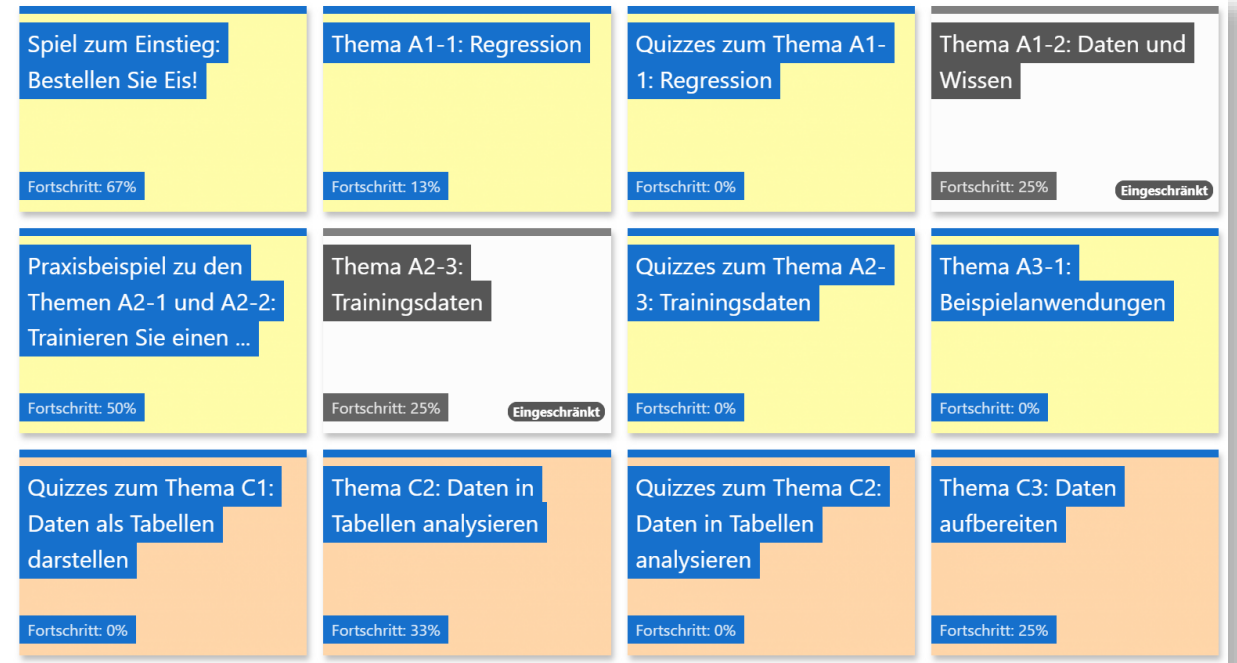 Spiel zum Einstieg:
Bestellen Sie Eis!
Fortschritt: 67%
Thema A1-1: Regression
Fortschritt: 13%
Quizzes zum Thema A1-
1: Regression
Fortschritt: 0%
Thema A1-2: Daten und
Wissen
Fortschritt: 25%
Eingeschränkt
Praxisbeispiel zu den
Themen A2-1 und A2-2:
Trainieren Sie einen ...
Fortschritt: 50%
Thema A2-3:
Trainingsdaten
Fortschritt: 25%
Eingeschränkt
Quizzes zum Thema A2-
3: Trainingsdaten
Fortschritt: 0%
Thema A3-1:
Beispielanwendungen
Fortschritt: 0%
Quizzes zum Thema C1:
Daten als Tabellen
darstellen
Fortschritt: 0%
Thema C2: Daten in
Tabellen analysieren
Fortschritt: 33%
Quizzes zum Thema C2:
Daten in Tabellen
analysieren
Fortschritt: 0%
Thema C3: Daten
aufbereiten
Fortschritt: 25%